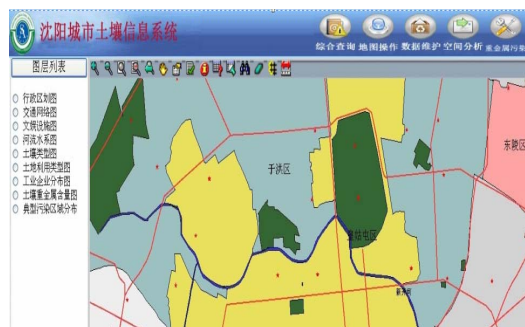 沈阳城市土壤信息系统
综合查询 地图操作 数据维护 空间分析 重金属污染
图层列表
行政区划图
交通网络图
文娱设施图
河流水系图
土壤类型图
土地利用类型图
工业企业分布图
土壤重金属含量图
典型污染区域分布
东陵区
于洪区